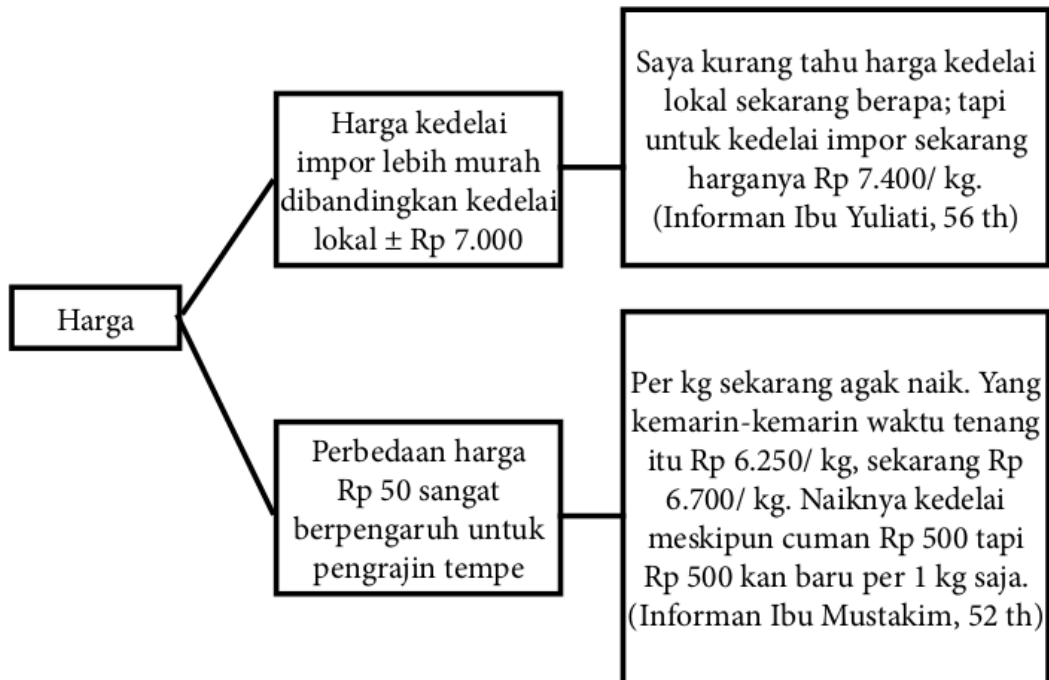 Harga
Harga kedelai
impor lebih murah
dibandingkan kedelai
lokal ± Rp 7.000
Saya kurang tahu harga kedelai
lokal sekarang berapa; tapi
untuk kedelai impor sekarang
harganya Rp 7.400/ kg.
(Informan Ibu Yuliati, 56 th)
Perbedaan harga
Rp 50 sangat
berpengaruh untuk
pengrajin tempe
Per kg sekarang agak naik. Yang
kemarin-kemarin waktu tenang
itu Rp 6.250/ kg, sekarang Rp
6.700/ kg. Naiknya kedelai
meskipun cuman Rp 500 tapi
Rp 500 kan baru per 1 kg saja.
(Informan Ibu Mustakim, 52 th)